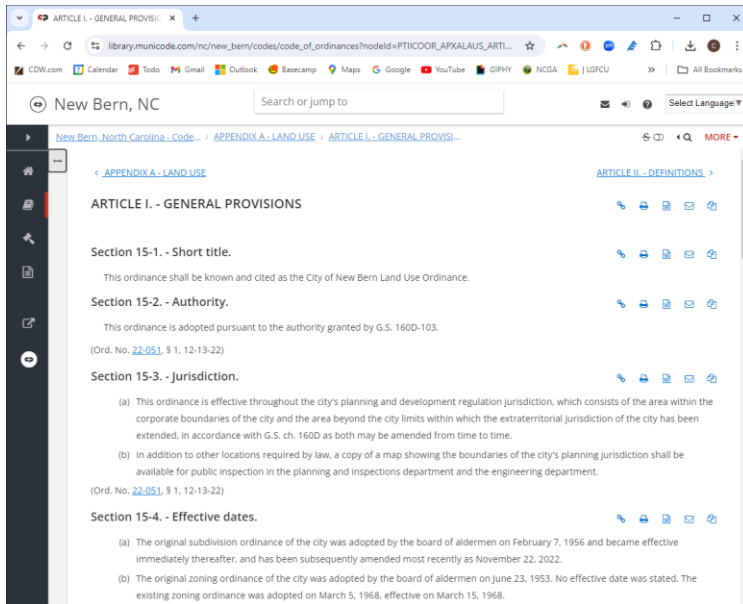 ARTICLE I. - GENERAL PROVISIO
library.municode.com/nc/new_bern/codes/code_of_ordinances?nodeId=PTIICOOR_APXALAUS_ARTI...
CDW.com Calendar Todo Gmail Outlook Basecamp Maps Google YouTube GIPHY NCGA LGFCU » All Bookmarks
New Bern, NC Search or jump to Select Language▼
New Bern, North Carolina - Code... / APPENDIX A - LAND USE / ARTICLE I. - GENERAL PROVISI... MORE
< APPENDIX A - LAND USE ARTICLE II. - DEFINITIONS >
ARTICLE I. - GENERAL PROVISIONS
Section 15-1. - Short title.
This ordinance shall be known and cited as the City of New Bern Land Use Ordinance.
Section 15-2. - Authority.
This ordinance is adopted pursuant to the authority granted by G.S. 160D-103.
(Ord. No. 22-051, § 1, 12-13-22)
Section 15-3. - Jurisdiction.
(a) This ordinance is effective throughout the city's planning and development regulation jurisdiction, which consists of the area within the
corporate boundaries of the city and the area beyond the city limits within which the extraterritorial jurisdiction of the city has been
extended, in accordance with G.S. ch. 160D as both may be amended from time to time.
(b) In addition to other locations required by law, a copy of a map showing the boundaries of the city's planning jurisdiction shall be
available for public inspection in the planning and inspections department and the engineering department.
(Ord. No. 22-051, § 1, 12-13-22)
Section 15-4. - Effective dates.
(a) The original subdivision ordinance of the city was adopted by the board of aldermen on February 7, 1956 and became effective
immediately thereafter, and has been subsequently amended most recently as November 22, 2022.
(b) The original zoning ordinance of the city was adopted by the board of aldermen on June 23, 1953. No effective date was stated. The
existing zoning ordinance was adopted on March 5, 1968, effective on March 15, 1968.